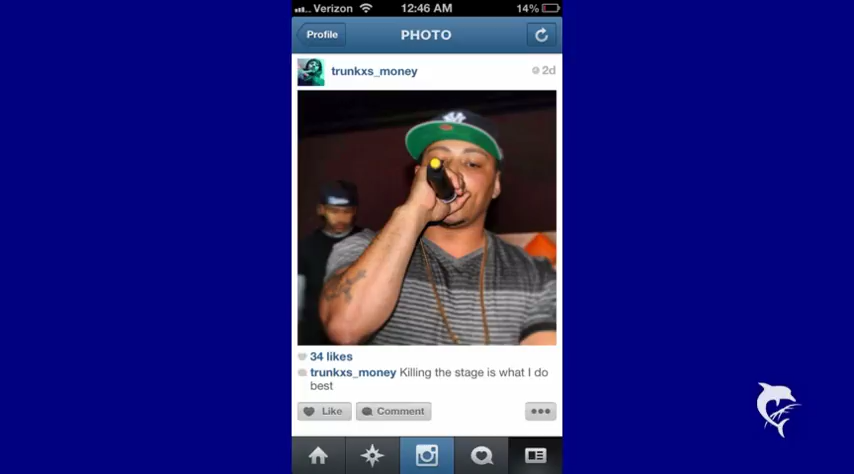 Verizon 12:46 AM 14%
Profile PHOTO
trunkxs_money 2d
34 likes
trunkxs_money Killing the stage is what I do
best
Like Comment